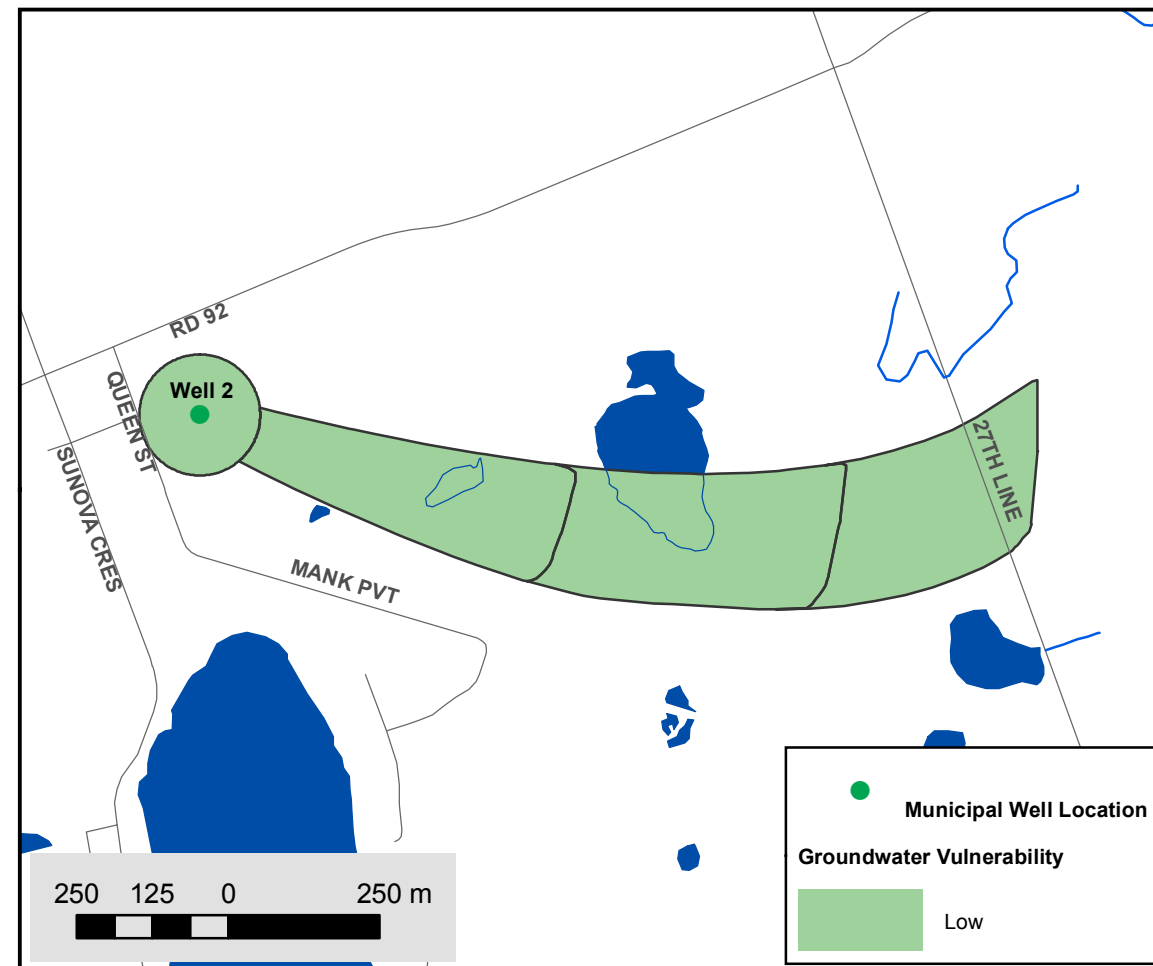 RD 92
Well 2
QUEEN ST
SUNOVA CRES
27TH LINE
MANK PVT
Municipal Well Location
Groundwater Vulnerability
Low
250 125 0 250 m